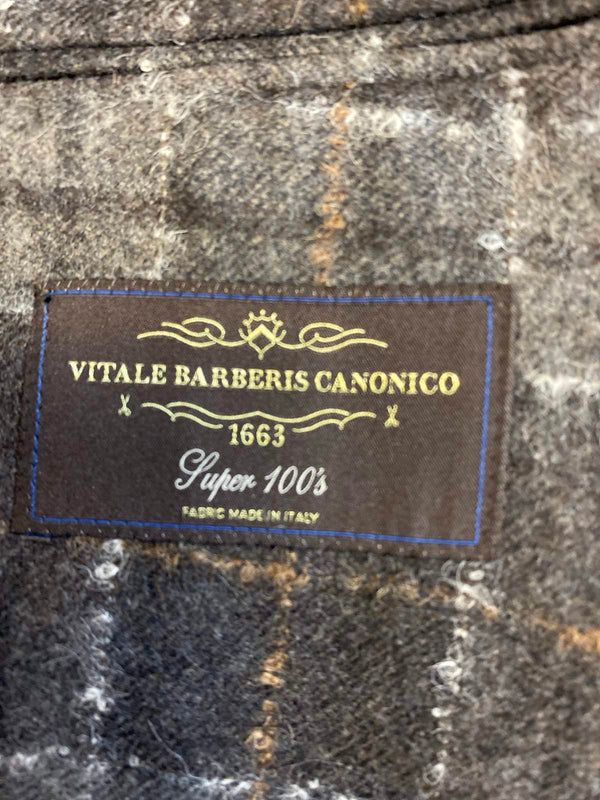 VITALE BARBERIS CANONICO
1663
Super 100's
FABRIC MADE IN ITALY